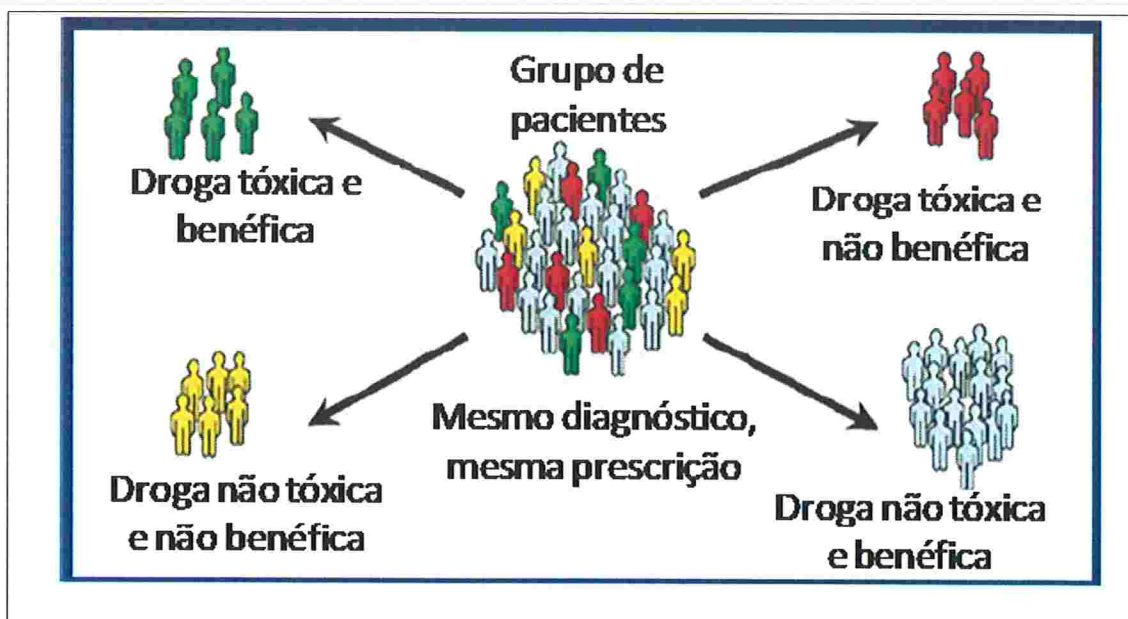 Grupo de
pacientes
Droga tóxica e
benéfica
Droga tóxica e
não benéfica
Mesmo diagnóstico,
mesma prescrição
Droga não tóxica
e não benéfica
Droga não tóxica
e benéfica